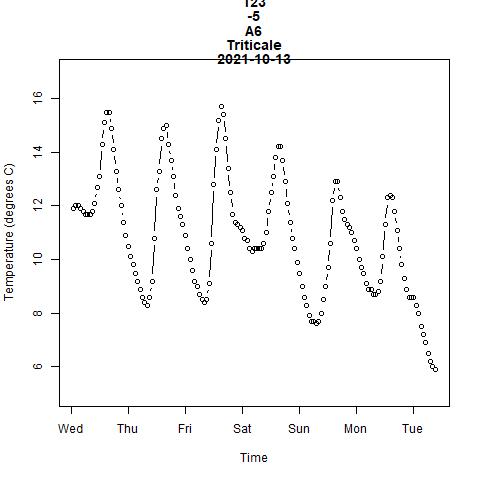 123
-5
A6
Triticale
2021-10-13
Temperature (degrees C)
16
14
12
10
8
6
Wed Thu Fri Sat Sun Mon Tue
Time